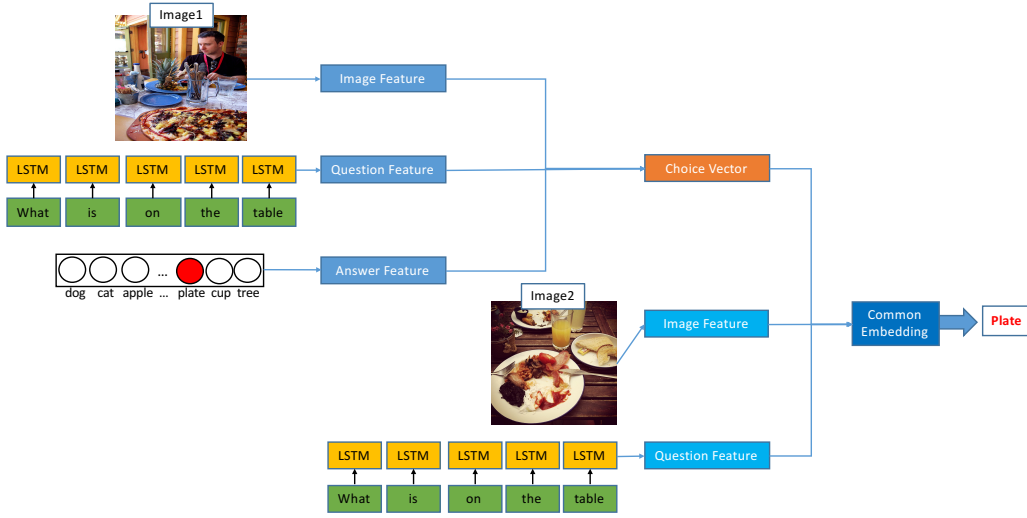 Image1
Image Feature
LSTM LSTM LSTM LSTM LSTM
Question Feature
Choice Vector
What is on the table
... Answer Feature
dog cat apple ... plate cup tree
Image2
Image Feature
Common
Embedding
Plate
LSTM LSTM LSTM LSTM LSTM
Question Feature
What is on the table